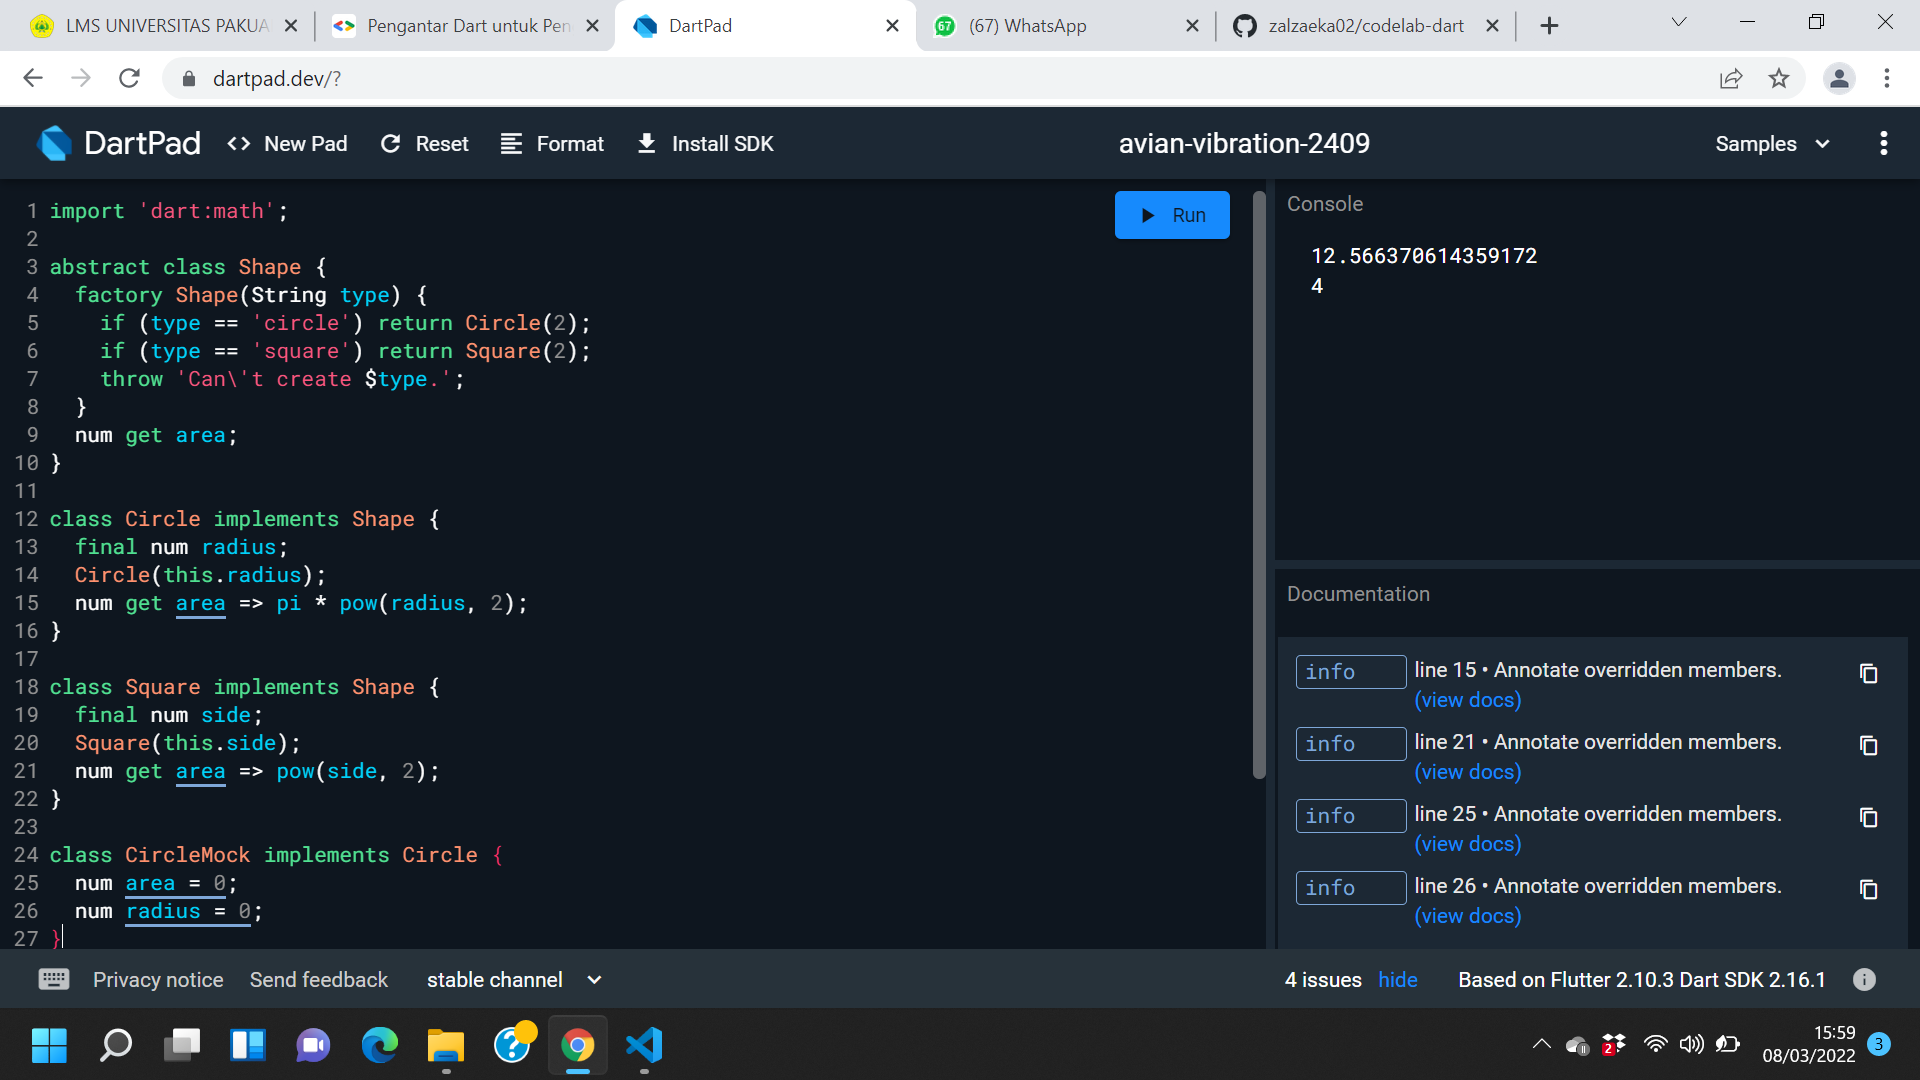 LMS UNIVERSITAS PAKUA
Pengantar Dart untuk Pen
DartPad
67
(67) WhatsApp
zalzaeka02/codelab-dart
dartpad.dev/?
DartPad
<> New Pad
Reset
Format
Install SDK
avian-vibration-2409
Samples
1 import 'dart:math';
2
3 abstract class Shape {
4   factory Shape(String type) {
5     if (type == 'circle') return Circle(2);
6     if (type == 'square') return Square(2);
7     throw 'Can\'t create $type.';
8   }
9   num get area;
10 }
11
12 class Circle implements Shape {
13   final num radius;
14   Circle(this.radius);
15   num get area => pi * pow(radius, 2);
16 }
17
18 class Square implements Shape {
19   final num side;
20   Square(this.side);
21   num get area => pow(side, 2);
22 }
23
24 class CircleMock implements Circle {
25   num area = 0;
26   num radius = 0;
27 }
Run
Console
12.566370614359172
4
Documentation
info line 15 • Annotate overridden members.
(view docs)
info line 21 • Annotate overridden members.
(view docs)
info line 25 • Annotate overridden members.
(view docs)
info line 26 • Annotate overridden members.
(view docs)
Privacy notice
Send feedback
stable channel
4 issues
hide
Based on Flutter 2.10.3 Dart SDK 2.16.1
2
15:59
08/03/2022
3